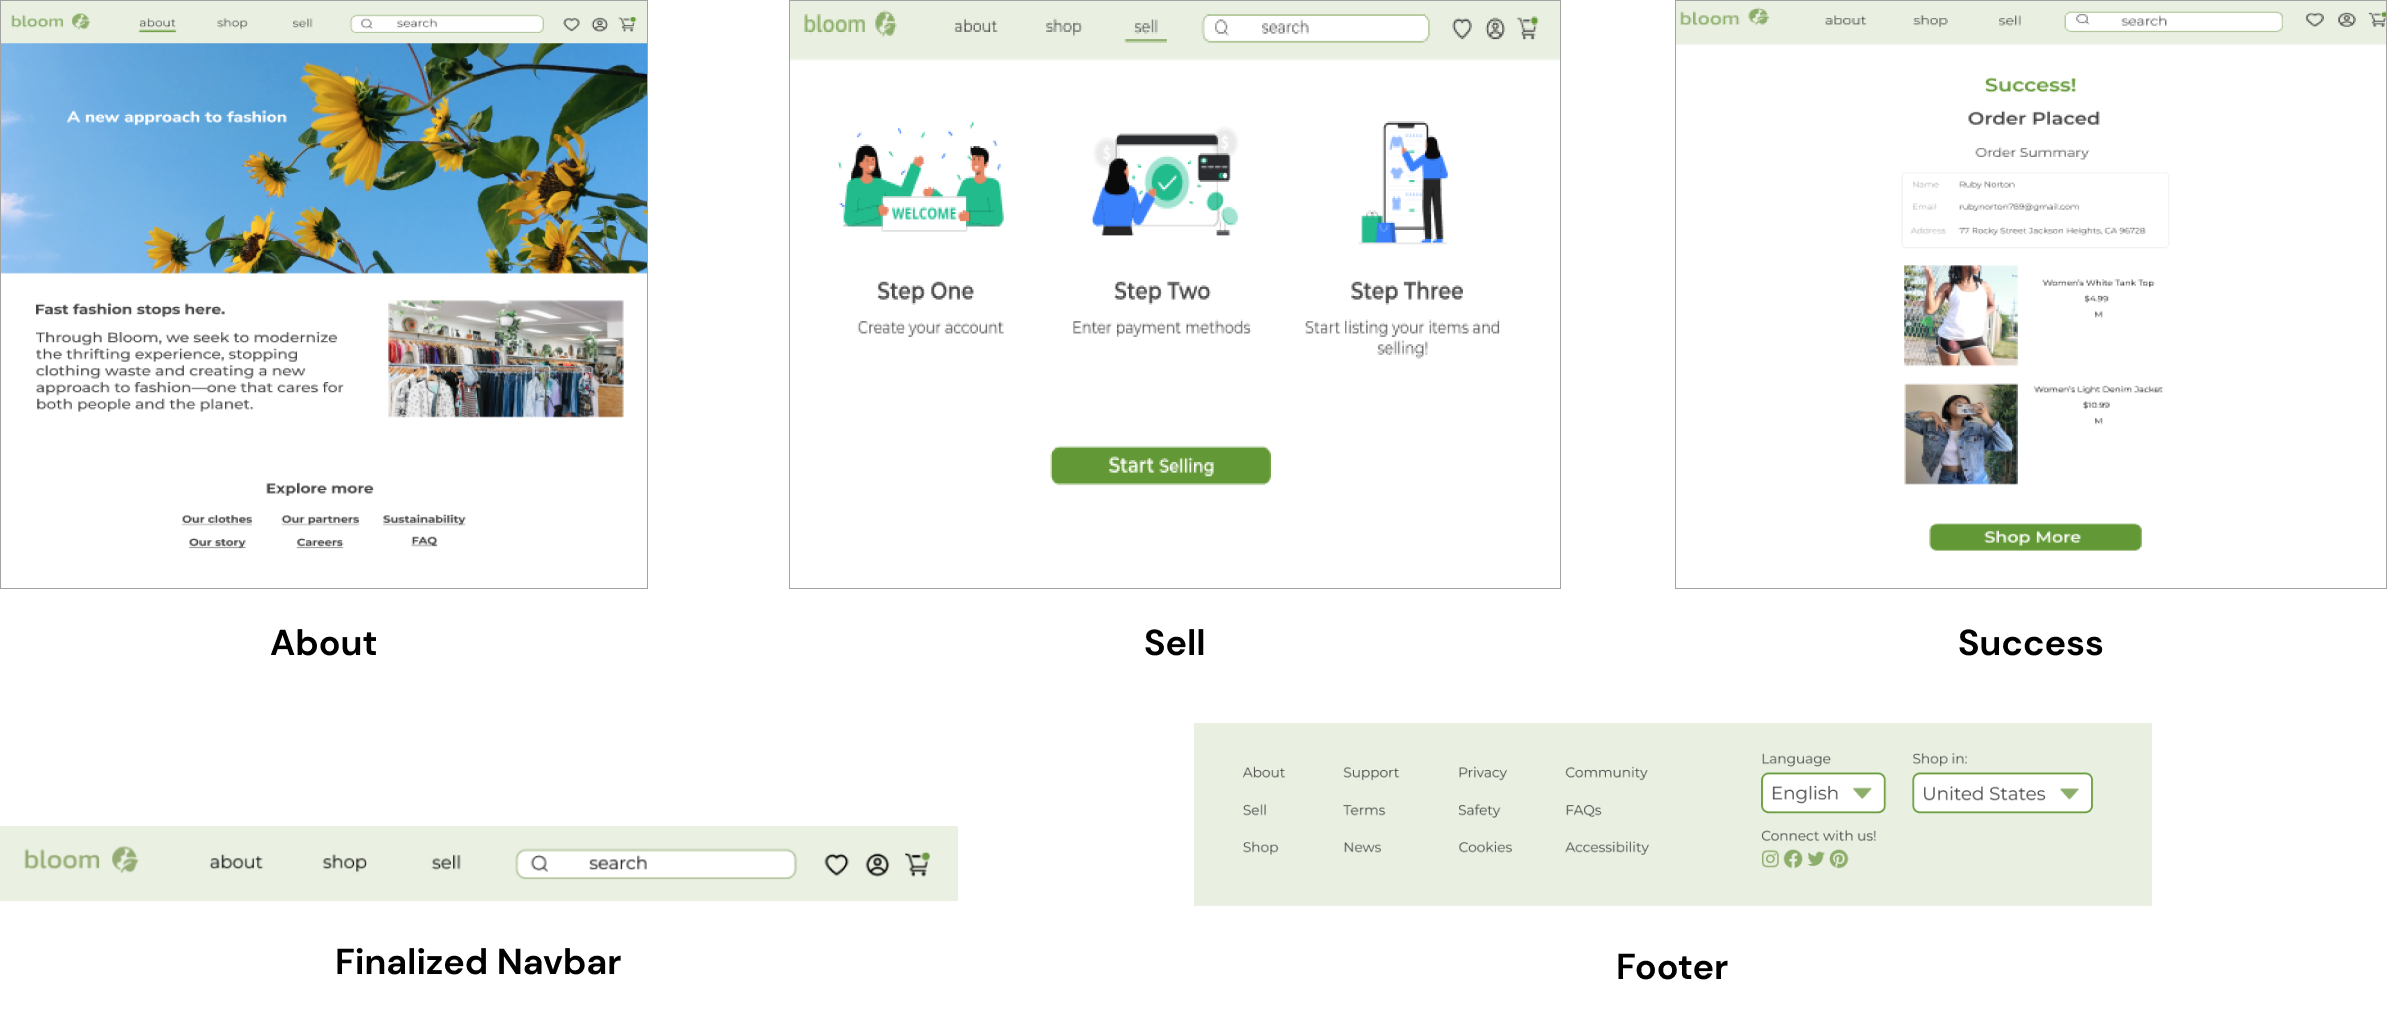 bloom
about
shop
sell
search
A new approach to fashion
Fast fashion stops here.
Through Bloom, we seek to modernize
the thrifting experience, stopping
clothing waste and creating a new
approach to fashion—one that cares for
both people and the planet.
Explore more
Our clothes
Our partners
Sustainability
Our story
Careers
FAQ
About
bloom
about
shop
sell
search
WELCOME
$
$
Step One
Create your account
Step Two
Enter payment methods
Step Three
Start listing your items and
selling!
Start Selling
Sell
bloom
about
shop
sell
search
Success!
Order Placed
Order Summary
Name Ruby Norton
Email rubynorton789@gmail.com
Address 77 Rocky Street Jackson Heights, CA 96728
Women's White Tank Top
$4.99
M
Women's Light Denim Jacket
$10.99
M
Shop More
Success
bloom
about
shop
sell
search
Finalized Navbar
About
Support
Privacy
Community
Sell
Terms
Safety
FAQs
Shop
News
Cookies
Accessibility
Language
English
Shop in:
United States
Connect with us!
Footer